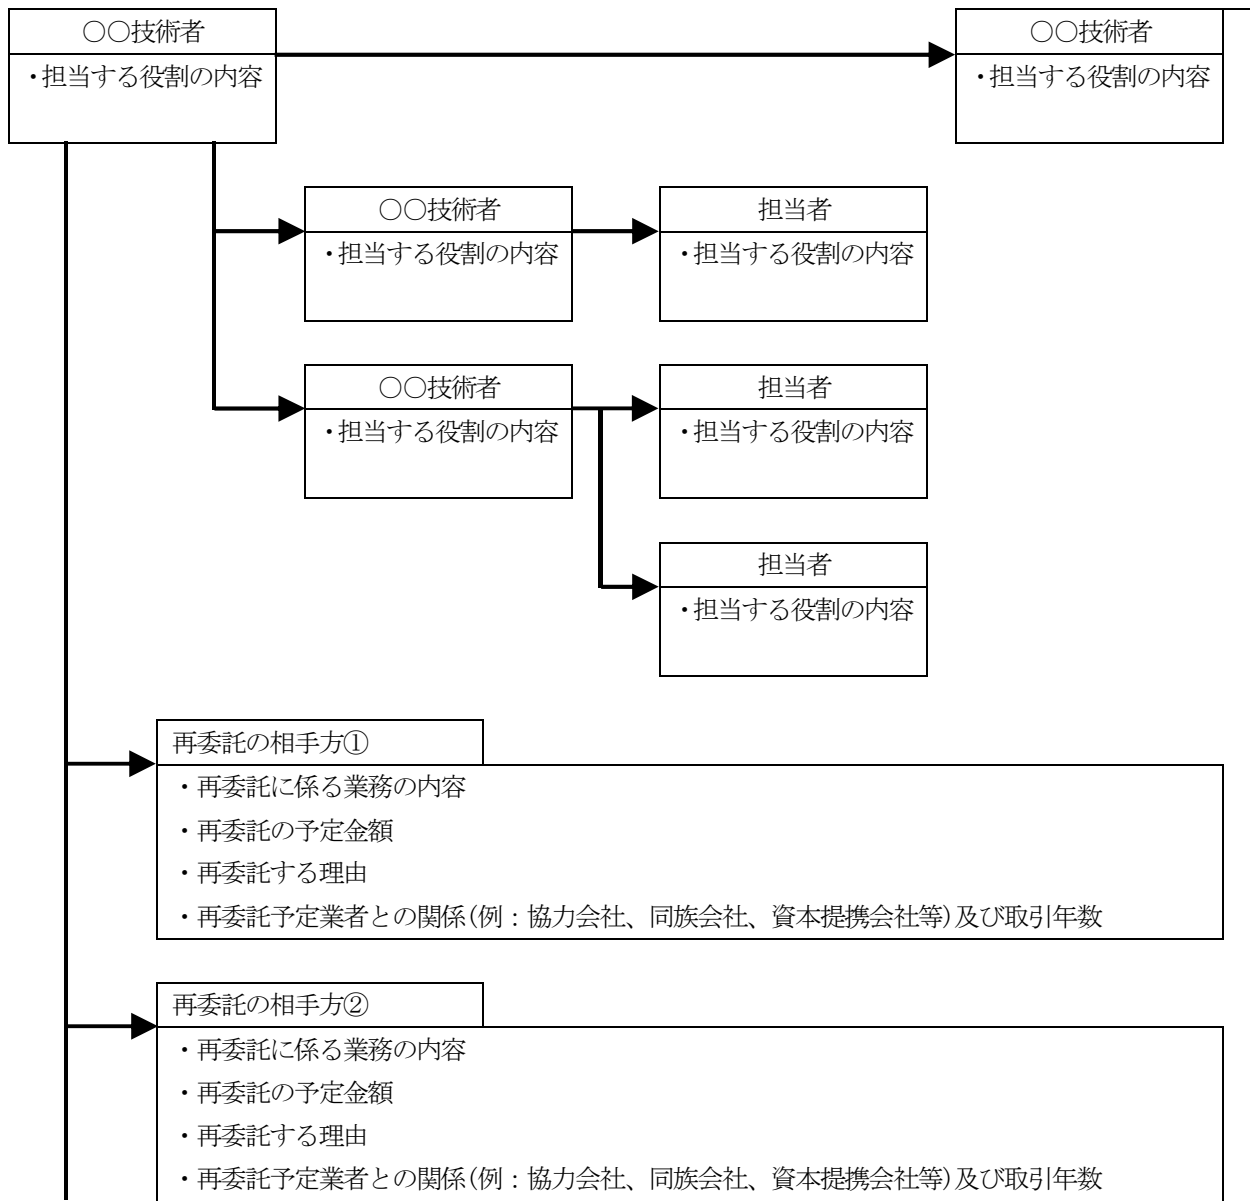 ○○技術者
・担当する役割の内容
○○技術者
・担当する役割の内容
○○技術者
・担当する役割の内容
担当者
・担当する役割の内容
○○技術者
・担当する役割の内容
担当者
・担当する役割の内容
担当者
・担当する役割の内容
再委託の相手方①
・再委託に係る業務の内容
・再委託の予定金額
・再委託する理由
・再委託予定業者との関係(例：協力会社、同族会社、資本提携会社等)及び取引年数
再委託の相手方②
・再委託に係る業務の内容
・再委託の予定金額
・再委託する理由
・再委託予定業者との関係(例：協力会社、同族会社、資本提携会社等)及び取引年数